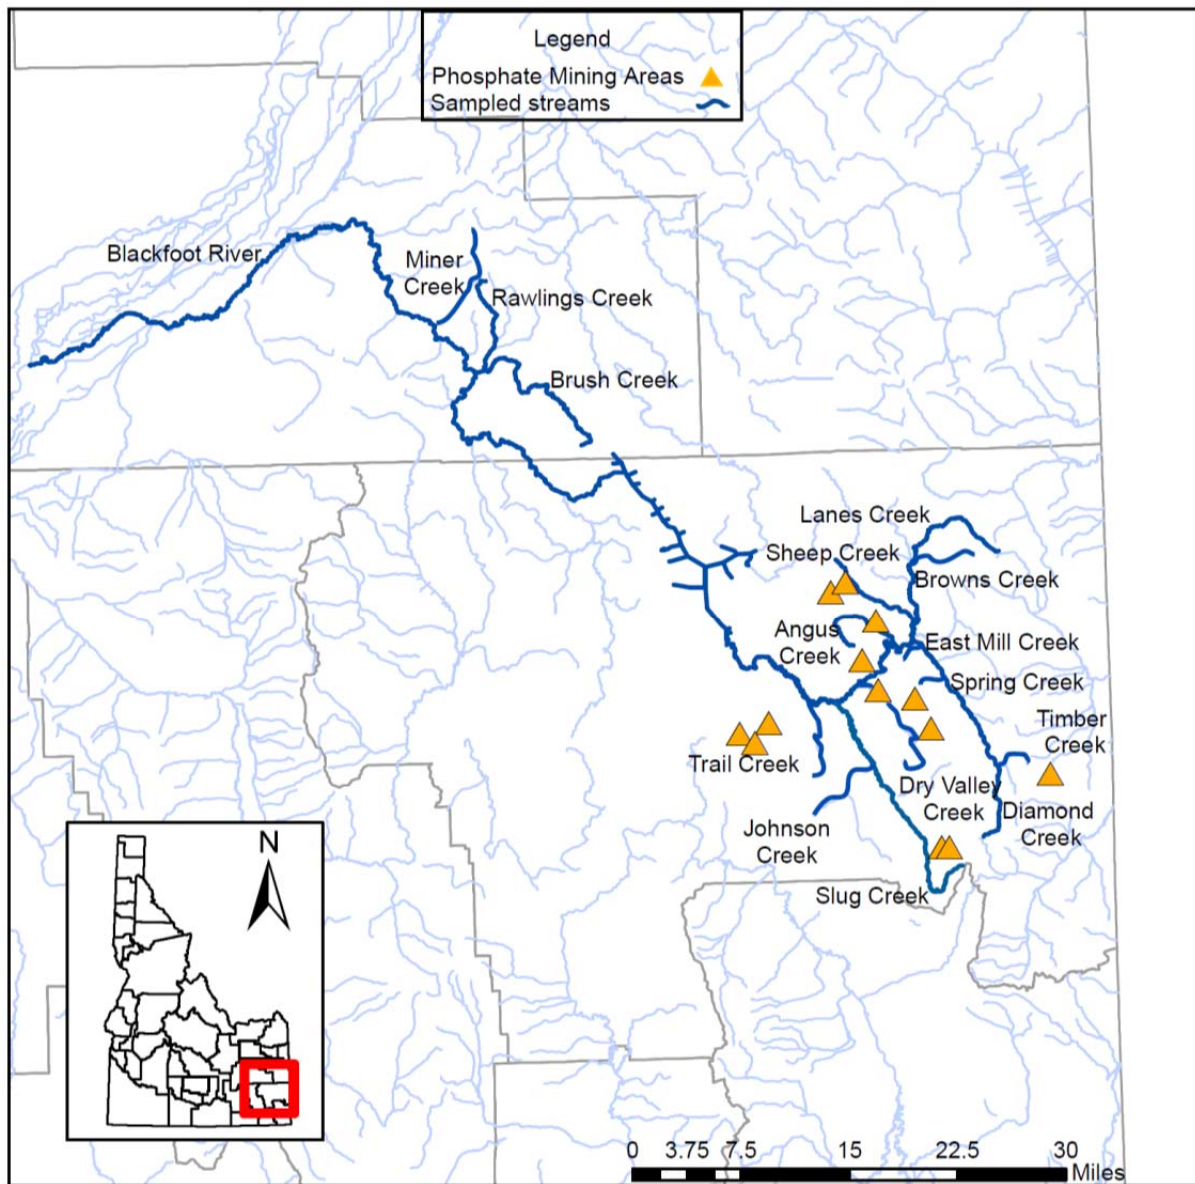 Legend
Phosphate Mining Areas
Sampled streams
Blackfoot River
Miner
Creek
Rawlings Creek
Brush Creek
Lanes Creek
Sheep Creek
Browns Creek
Angus
Creek
East Mill Creek
Spring Creek
Timber
Creek
Trail Creek
Dry Valley
Creek
Diamond
Creek
Johnson
Creek
Slug Creek
N
0 3.75 7.5 15 22.5 30
Miles